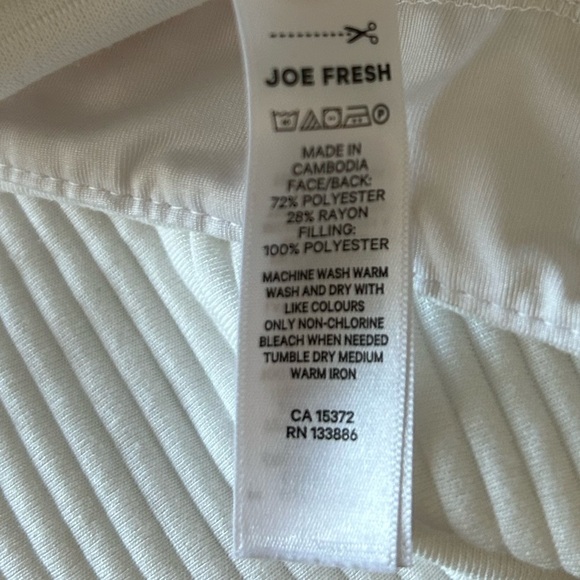 JOE FRESH
MADE IN
CAMBODIA
FACE/BACK:
72% POLYESTER
28% RAYON
FILLING:
100% POLYESTER
MACHINE WASH WARM
WASH AND DRY WITH
LIKE COLOURS
ONLY NON-CHLORINE
BLEACH WHEN NEEDED
TUMBLE DRY MEDIUM
WARM IRON
CA 15372
RN 133886